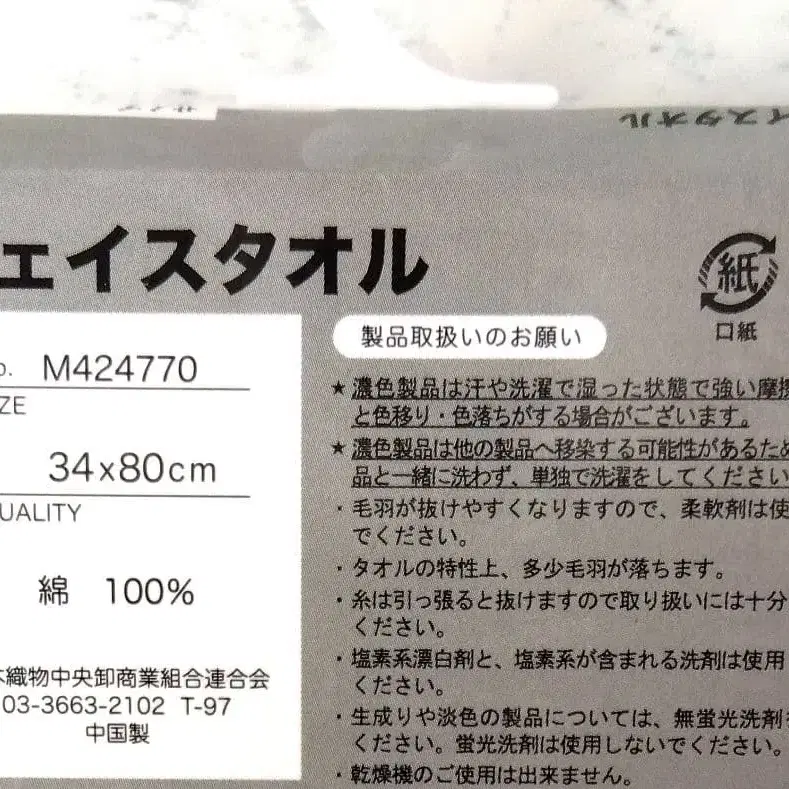 イスタオル
ェイスタオル
紙
口紙
製品取扱いのお願い
o. M424770
ZE
34x80cm
UALITY
綿 100%
織物中央卸商業組合連合会
03-3663-2102 T-97
中国製
★濃色製品は汗や洗濯で湿った状態で強い摩擦
と色移り・色落ちがする場合がございます。
★濃色製品は他の製品へ移染する可能性があるため
品と一緒に洗わず、単独で洗濯をしてください
・毛羽が抜けやすくなりますので、柔軟剤は使
でください。
・タオルの特性上、多少毛羽が落ちます。
・糸は引っ張ると抜けますので取り扱いには十分
ください。
・塩素系漂白剤と、塩素系が含まれる洗剤は使用
ください。
・生成りや淡色の製品については、無蛍光洗剤を
ください。蛍光洗剤は使用しないでください。
・乾燥機のご使用は出来ません。